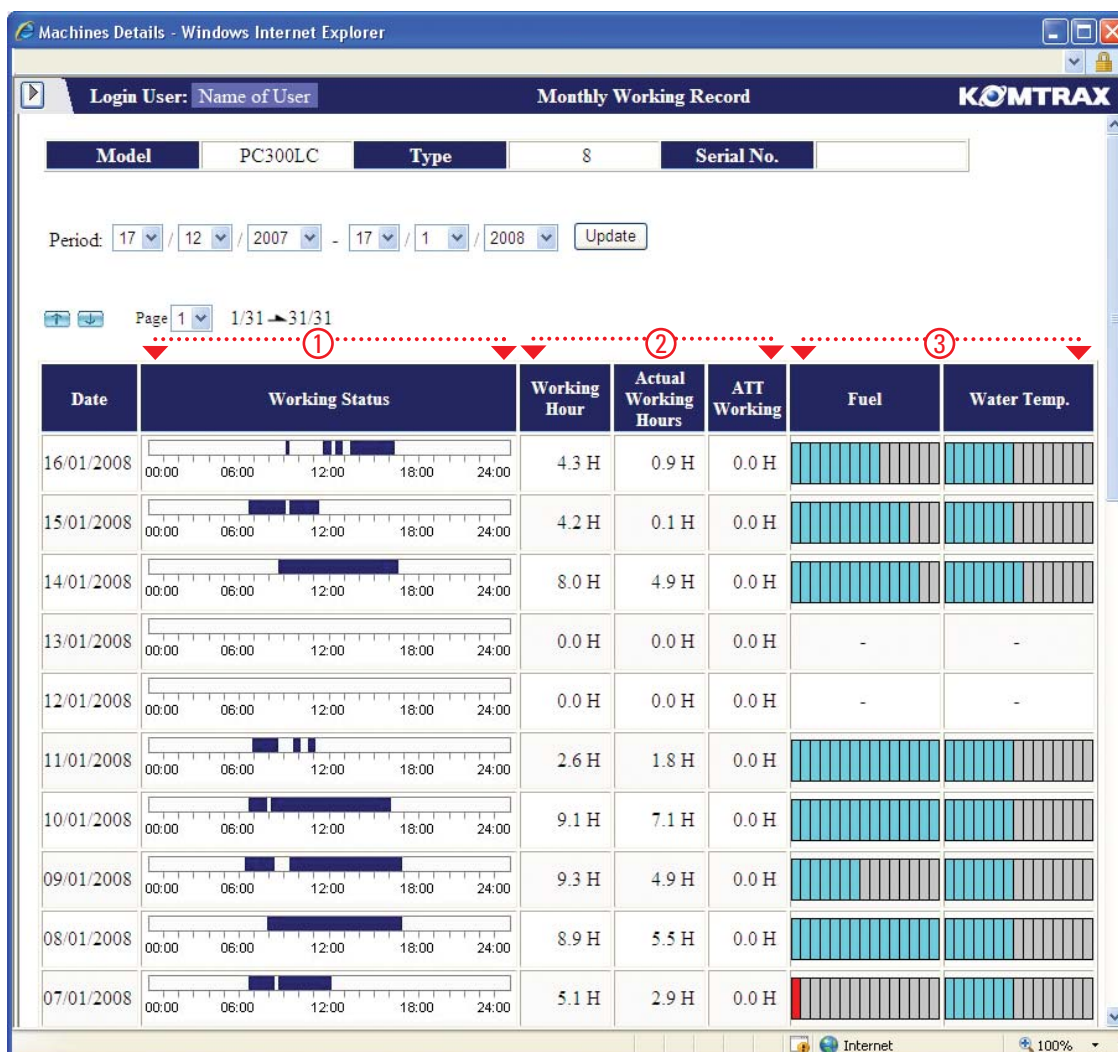 Machines Details - Windows Internet Explorer
Login User: Name of User Monthly Working Record KOMTRAX
Model PC300LC Type 8 Serial No.
Period: 17 / 12 / 2007 - 17 / 1 / 2008 Update
Page 1 1/31 31/31
1 2 3
Date Working Status Working Hour Actual Working Hours ATT Working Fuel Water Temp.
16/01/2008 00:00 06:00 12:00 18:00 24:00 4.3 H 0.9 H 0.0 H
15/01/2008 00:00 06:00 12:00 18:00 24:00 4.2 H 0.1 H 0.0 H
14/01/2008 00:00 06:00 12:00 18:00 24:00 8.0 H 4.9 H 0.0 H
13/01/2008 00:00 06:00 12:00 18:00 24:00 0.0 H 0.0 H 0.0 H - -
12/01/2008 00:00 06:00 12:00 18:00 24:00 0.0 H 0.0 H 0.0 H - -
11/01/2008 00:00 06:00 12:00 18:00 24:00 2.6 H 1.8 H 0.0 H
10/01/2008 00:00 06:00 12:00 18:00 24:00 9.1 H 7.1 H 0.0 H
09/01/2008 00:00 06:00 12:00 18:00 24:00 9.3 H 4.9 H 0.0 H
08/01/2008 00:00 06:00 12:00 18:00 24:00 8.9 H 5.5 H 0.0 H
07/01/2008 00:00 06:00 12:00 18:00 24:00 5.1 H 2.9 H 0.0 H
Internet 100%